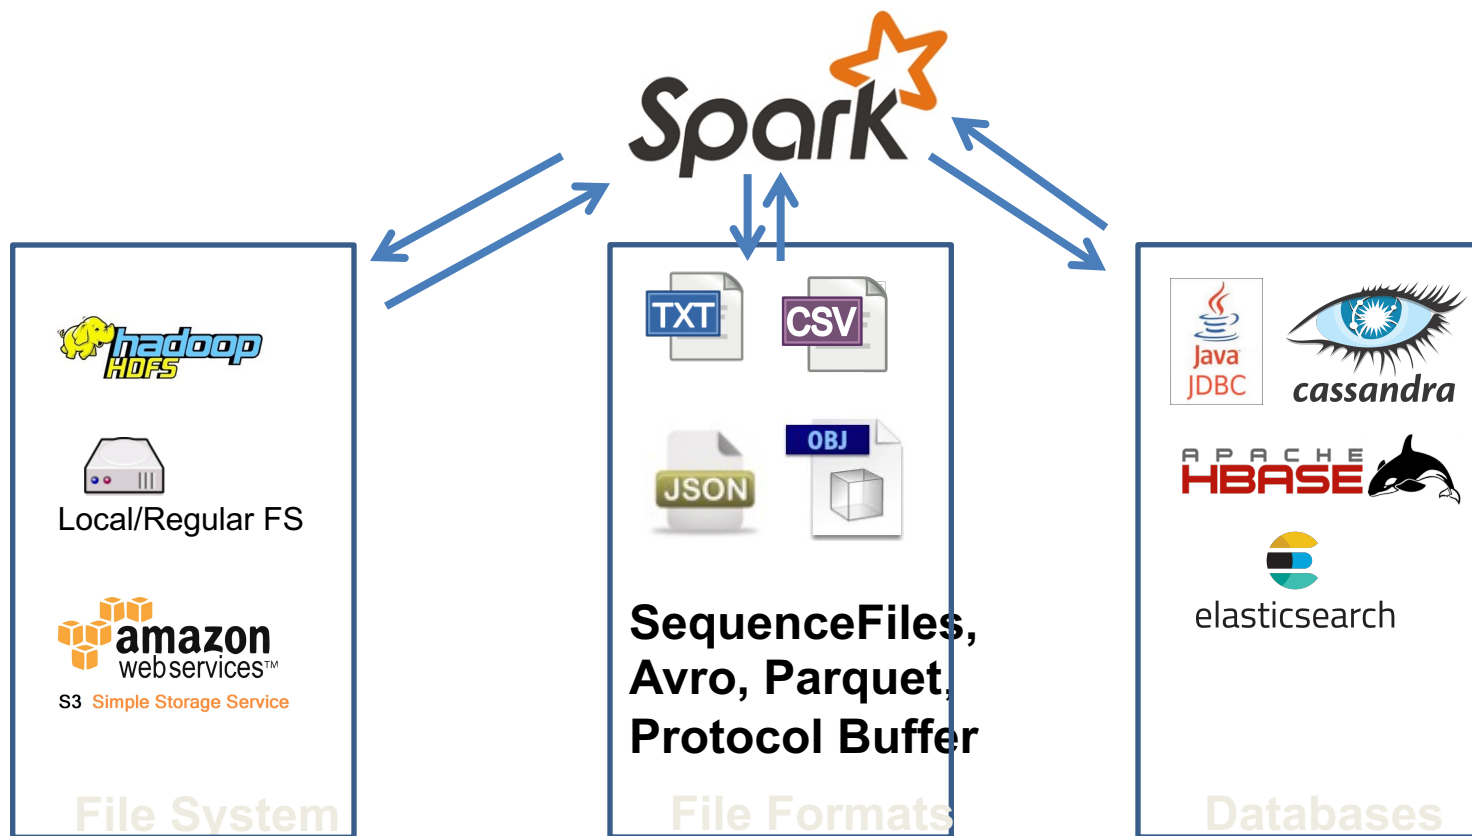 Spark
hadoop
HDFS
Local/Regular FS
amazon
webservices™
S3 Simple Storage Service
File System
TXT
CSV
JSON
OBJ
SequenceFiles,
Avro, Parquet,
Protocol Buffer
File Formats
Java
JDBC
cassandra
APACHE
HBASE
elasticsearch
Databases